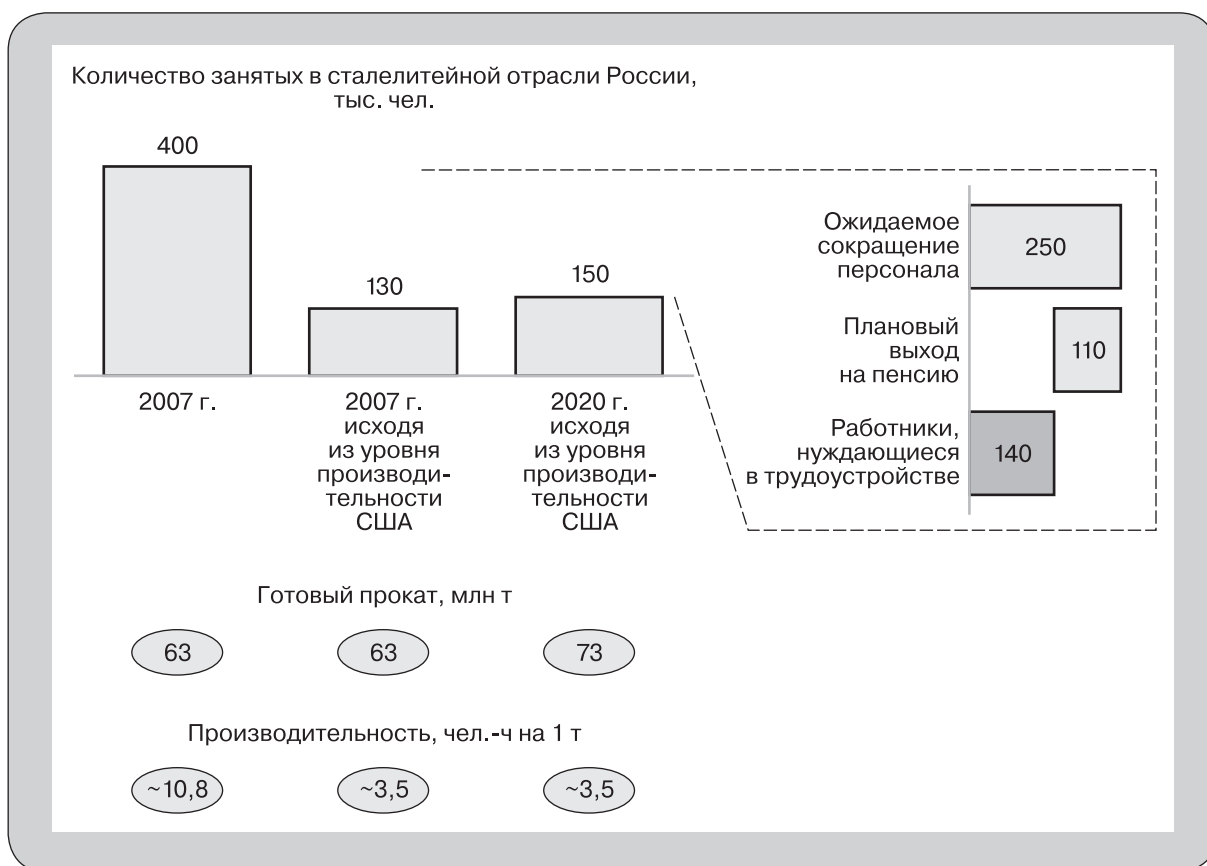 Количество занятых в сталелитейной отрасли России,
тыс. чел.
400
130
150
2007 г.
2007 г.
исходя
из уровня
производи-
тельности
США
2020 г.
исходя
из уровня
производи-
тельности
США
Ожидаемое
сокращение
персонала
250
Плановый
выход
на пенсию
110
Работники,
нуждающиеся
в трудоустройстве
140
Готовый прокат, млн т
63
63
73
Производительность, чел.-ч на 1 т
~10,8
~3,5
~3,5